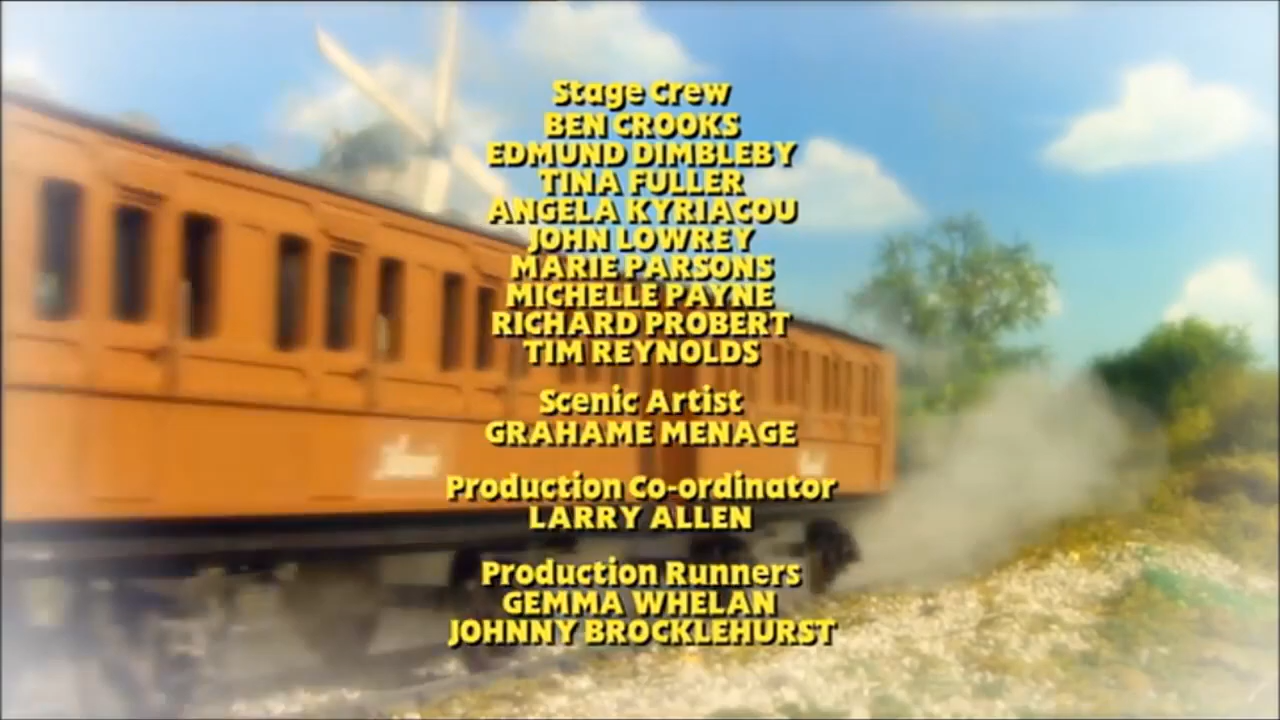 Stage Crew
BEN CROOKS
EDMUND DIMBLEBY
TINA FULLER
ANGELA KYRIACOU
JOHN LOWREY
MARIE PARSONS
MICHELLE PAYNE
RICHARD PROBERT
TIM REYNOLDS
Scenic Artist
GRAHAME MENAGE
Production Co-ordinator
LARRY ALLEN
Production Runners
GEMMA WHELAN
JOHNNY BROCKLEHURST